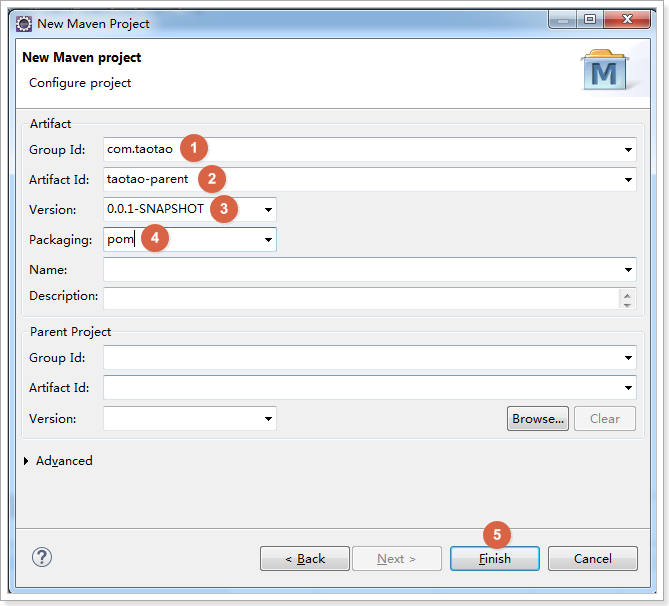 New Maven Project
New Maven project
Configure project
M
Artifact
Group Id: com.taotao 1
Artifact Id: taotao-parent 2
Version: 0.0.1-SNAPSHOT 3
Packaging: pom 4
Name:
Description:
Parent Project
Group Id:
Artifact Id:
Version: Browse... Clear
Advanced
5
? < Back Next > Finish Cancel